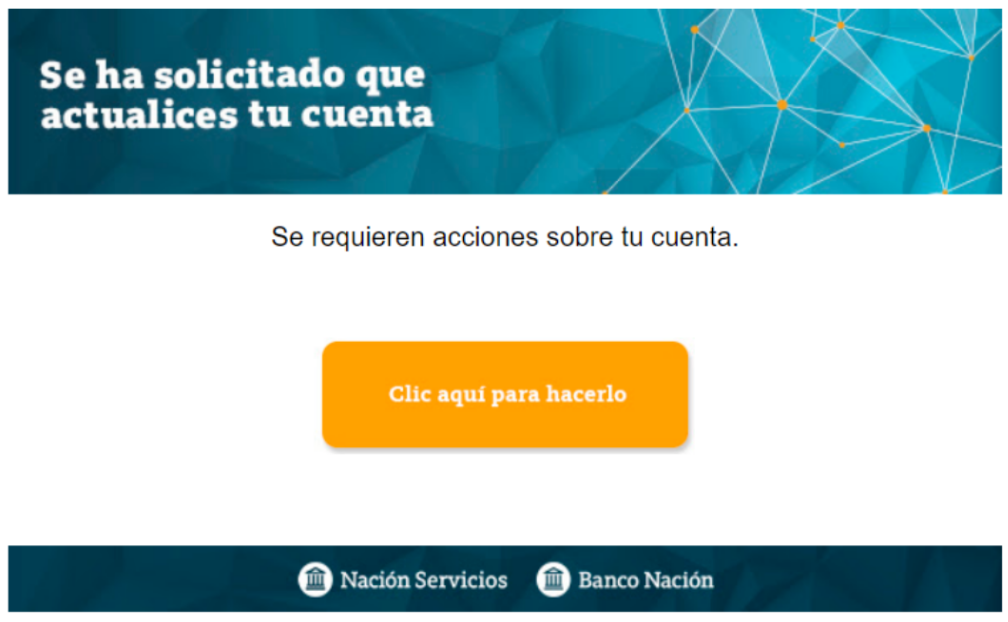 Se ha solicitado que
actualices tu cuenta
Se requieren acciones sobre tu cuenta.
Clic aquí para hacerlo
Nación Servicios Banco Nación